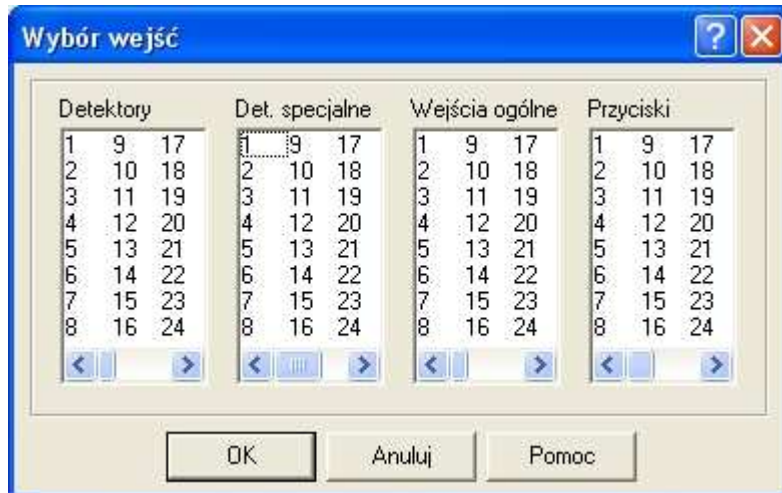 Wybór wejść
Detektory Det. specjalne Wejścia ogólne Przyciski
1 9 17 1 9 17 1 9 17 1 9 17
2 10 18 2 10 18 2 10 18 2 10 18
3 11 19 3 11 19 3 11 19 3 11 19
4 12 20 4 12 20 4 12 20 4 12 20
5 13 21 5 13 21 5 13 21 5 13 21
6 14 22 6 14 22 6 14 22 6 14 22
7 15 23 7 15 23 7 15 23 7 15 23
8 16 24 8 16 24 8 16 24 8 16 24
OK Anuluj Pomoc